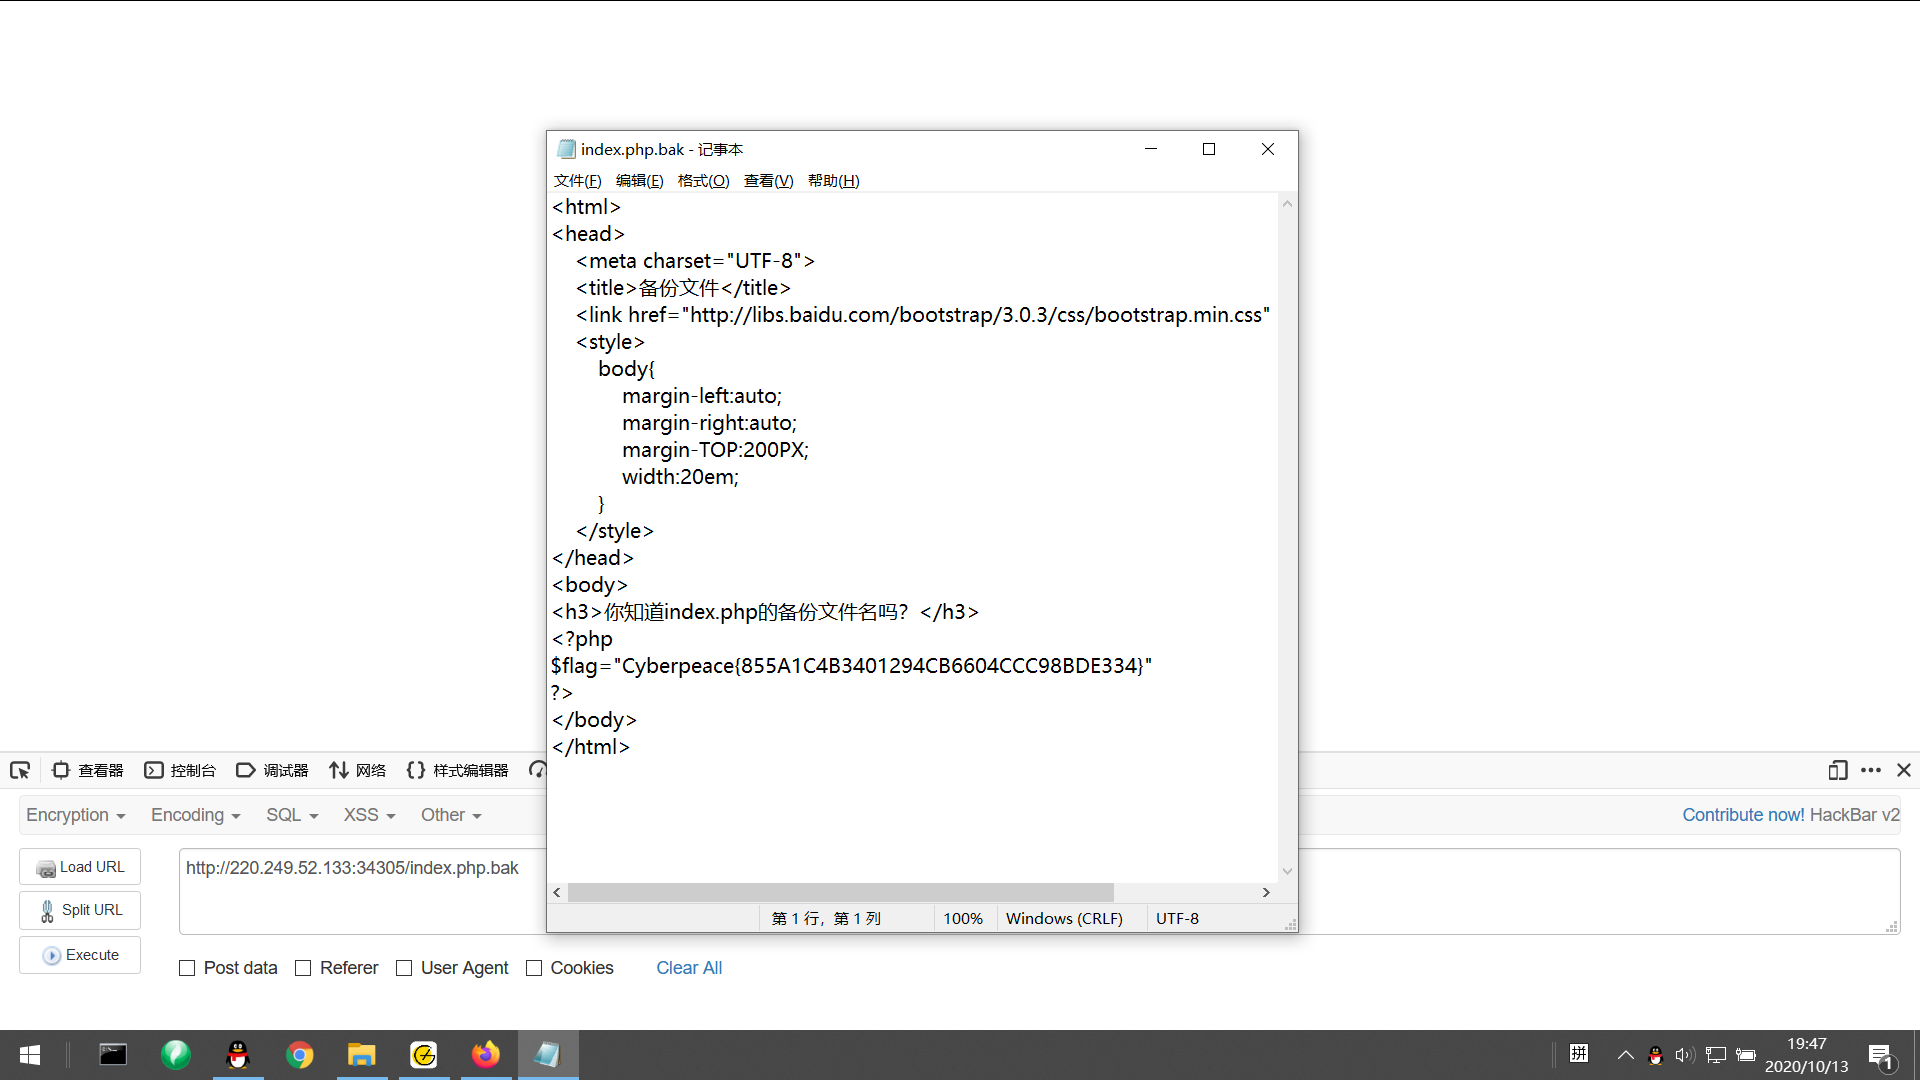 index.php.bak - 记事本
文件(F) 编辑(E) 格式(O) 查看(V) 帮助(H)
<html>
<head>
<meta charset="UTF-8">
<title>备份文件</title>
<link href="http://libs.baidu.com/bootstrap/3.0.3/css/bootstrap.min.css"
<style>
body{
margin-left:auto;
margin-right:auto;
margin-TOP:200PX;
width:20em;
}
</style>
</head>
<body>
<h3>你知道index.php的备份文件名吗？</h3>
<?php
$flag="Cyberpeace{855A1C4B3401294CB6604CCC98BDE334}"
?>
</body>
</html>
第 1 行，第 1 列 100% Windows (CRLF) UTF-8
查看器 控制台 调试器 网络 {} 样式编辑器
Encryption Encoding SQL XSS Other Contribute now! HackBar v2
Load URL http://220.249.52.133:34305/index.php.bak
Split URL
Execute
Post data Referer User Agent Cookies Clear All
拼 19:47
2020/10/13 1